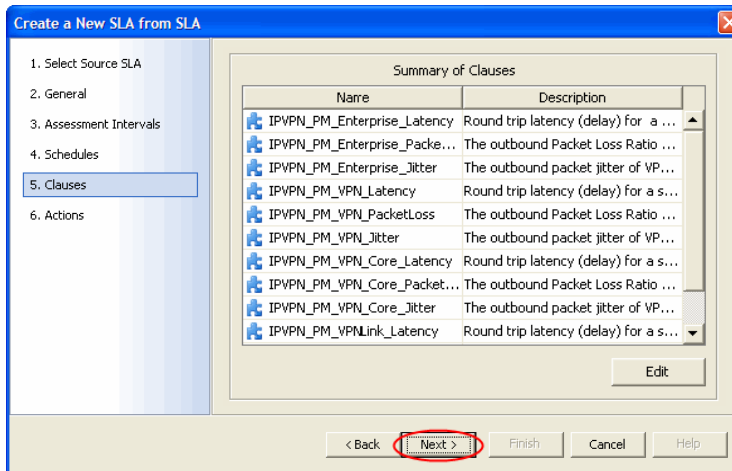 Create a New SLA from SLA
1. Select Source SLA
2. General
3. Assessment Intervals
4. Schedules
5. Clauses
6. Actions
Summary of Clauses
Name Description
IPVPN_PM_Enterprise_Latency Round trip latency (delay) for a ...
IPVPN_PM_Enterprise_Packe... The outbound Packet Loss Ratio ...
IPVPN_PM_Enterprise_Jitter The outbound packet jitter of VP...
IPVPN_PM_VPN_Latency Round trip latency (delay) for a s...
IPVPN_PM_VPN_PacketLoss The outbound Packet Loss Ratio ...
IPVPN_PM_VPN_Jitter The outbound packet jitter of VP...
IPVPN_PM_VPN_Core_Latency Round trip latency (delay) for a s...
IPVPN_PM_VPN_Core_Packet... The outbound Packet Loss Ratio ...
IPVPN_PM_VPN_Core_Jitter The outbound packet jitter of VP...
IPVPN_PM_VPNLink_Latency Round trip latency (delay) for a s...
Edit
< Back Next > Finish Cancel Help